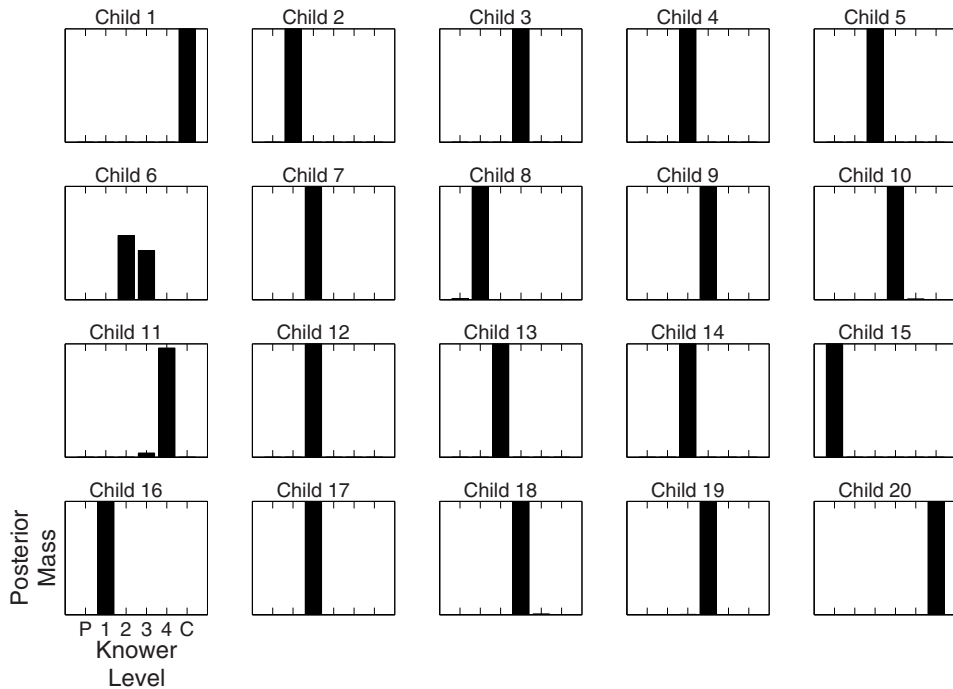 Child 1 Child 2 Child 3 Child 4 Child 5
Child 6 Child 7 Child 8 Child 9 Child 10
Child 11 Child 12 Child 13 Child 14 Child 15
Child 16 Child 17 Child 18 Child 19 Child 20
Posterior
Mass
P 1 2 3 4 C
Knower
Level